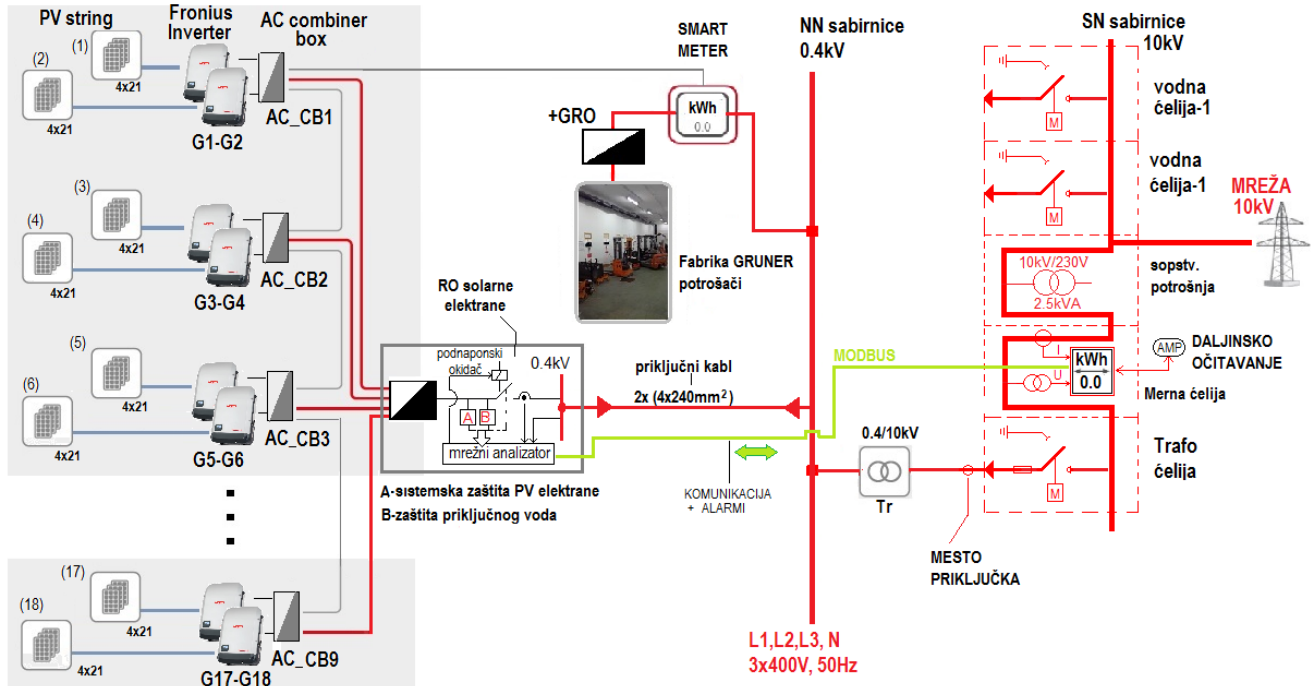 PV string
Fronius
Inverter
AC combiner
box
(1)
(2)
4x21
4x21
G1-G2
AC_CB1
(3)
(4)
4x21
4x21
G3-G4
AC_CB2
(5)
(6)
4x21
4x21
G5-G6
AC_CB3
(17)
(18)
4x21
4x21
G17-G18
AC_CB9
SMART
METER
kWh
0.0
+GRO
Fabrika GRUNER
potrošači
RO solarne
elektrane
podnaponski
okidač
0.4kV
A
B
mrežni analizator
A-sistemska zaštita PV elektrane
B-zaštita priključnog voda
priključni kabl
2x (4x240mm²)
MODBUS
KOMUNIKACIJA
+ ALARMI
NN sabirnice
0.4kV
L1,L2,L3, N
3x400V, 50Hz
0.4/10kV
Tr
MESTO
PRIKLJUČKA
SN sabirnice
10kV
M
vodna
ćelija-1
M
vodna
ćelija-1
MREŽA
10kV
10kV/230V
2.5kVA
sopstv.
potrošnja
I
U
kWh
0.0
AMP
DALJINSKO
OČITAVANJE
Merna ćelija
M
Trafo
ćelija